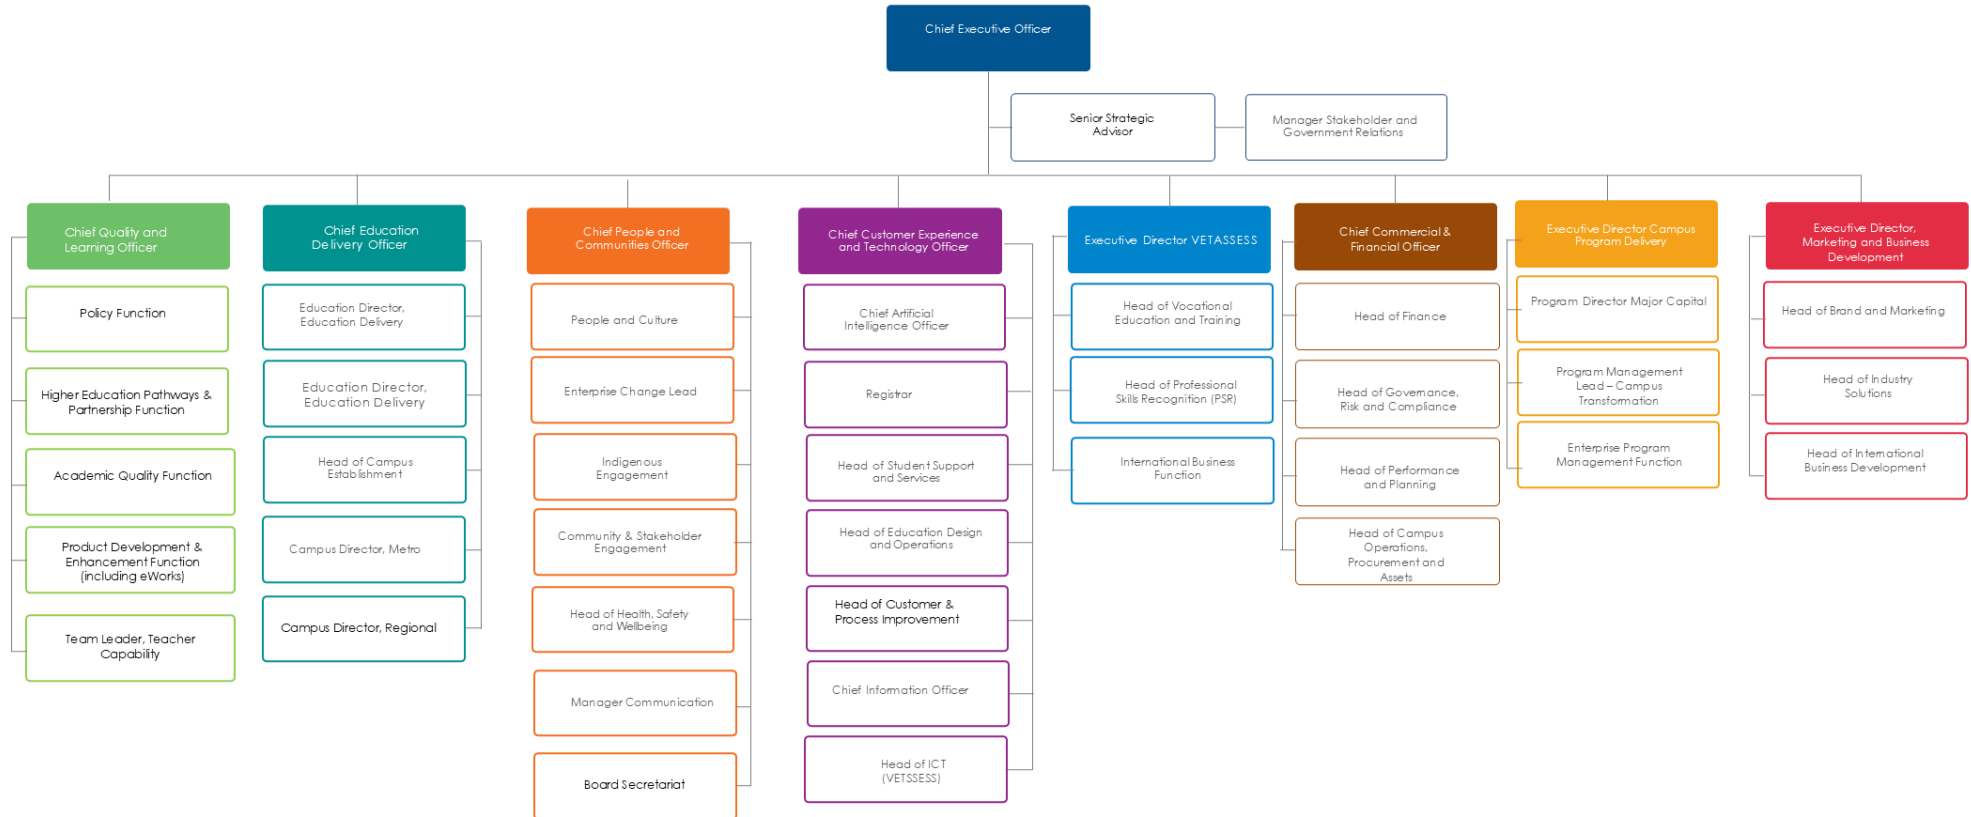 Chief Executive Officer
Senior Strategic
Advisor
Manager Stakeholder and
Government Relations
Chief Quality and
Learning Officer
Policy Function
Higher Education Pathways &
Partnership Function
Academic Quality Function
Product Development &
Enhancement Function
(including eWorks)
Team Leader, Teacher
Capability
Chief Education
Delivery Officer
Education Director,
Education Delivery
Education Director,
Education Delivery
Head of Campus
Establishment
Campus Director, Metro
Campus Director, Regional
Chief People and
Communities Officer
People and Culture
Enterprise Change Lead
Indigenous
Engagement
Community & Stakeholder
Engagement
Head of Health, Safety
and Wellbeing
Manager Communication
Board Secretariat
Chief Customer Experience
and Technology Officer
Chief Artificial
Intelligence Officer
Registrar
Head of Student Support
and Services
Head of Education Design
and Operations
Head of Customer &
Process Improvement
Chief Information Officer
Head of ICT
(VETSSESS)
Executive Director VETASSESS
Head of Vocational
Education and Training
Head of Professional
Skills Recognition (PSR)
International Business
Function
Chief Commercial &
Financial Officer
Head of Finance
Head of Governance,
Risk and Compliance
Head of Performance
and Planning
Head of Campus
Operations,
Procurement and
Assets
Executive Director Campus
Program Delivery
Program Director Major Capital
Program Management
Lead – Campus
Transformation
Enterprise Program
Management Function
Executive Director,
Marketing and Business
Development
Head of Brand and Marketing
Head of Industry
Solutions
Head of International
Business Development